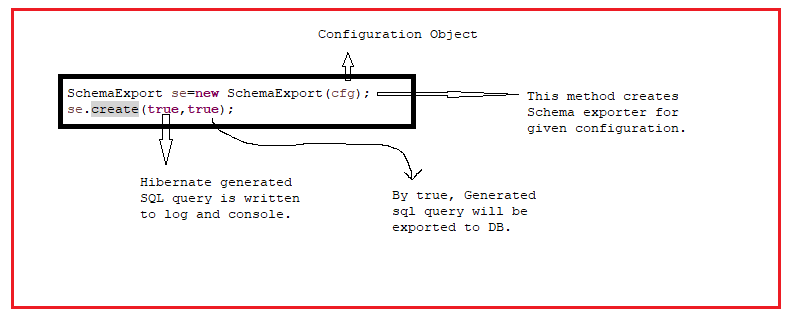 Configuration Object
SchemaExport se=new SchemaExport(cfg);
se.create(true,true);
This method creates
Schema exporter for
given configuration.
Hibernate generated
SQL query is written
to log and console.
By true, Generated
sql query will be
exported to DB.